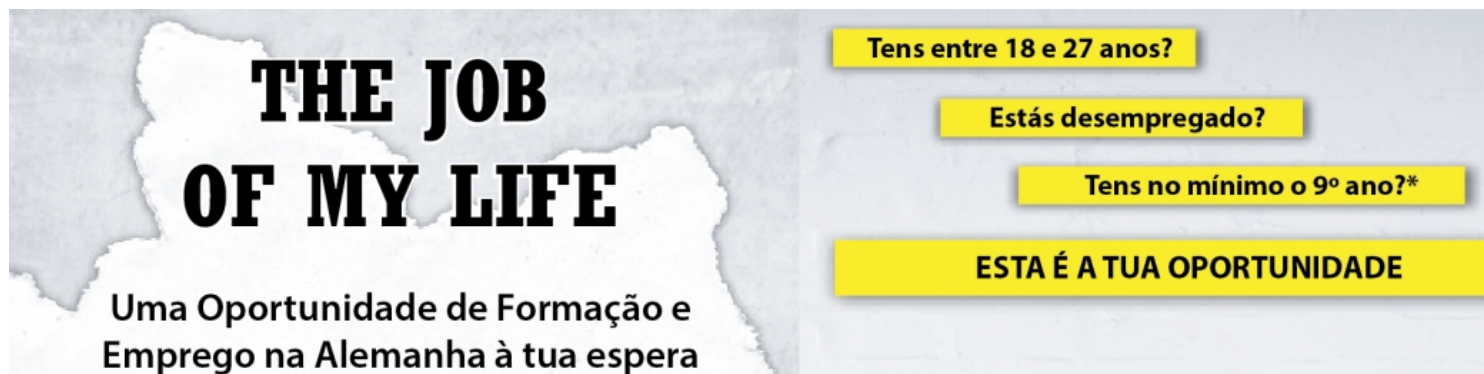 THE JOB
OF MY LIFE
Uma Oportunidade de Formação e
Emprego na Alemanha à tua espera
Tens entre 18 e 27 anos?
Estás desempregado?
Tens no mínimo o 9º ano?*
ESTA É A TUA OPORTUNIDADE